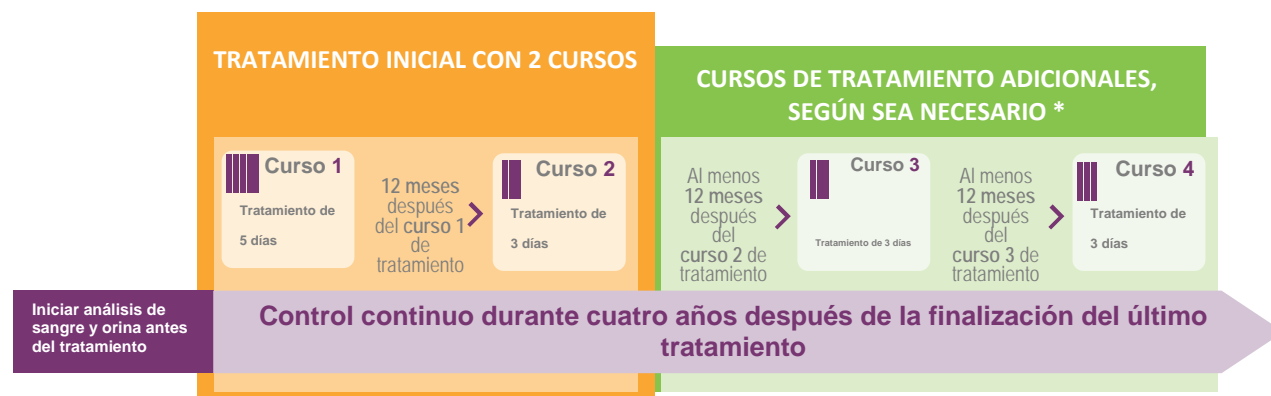 TRATAMIENTO INICIAL CON 2 CURSOS
Curso 1
Tratamiento de
5 días
12 meses
después
del curso 1
de
tratamiento
Curso 2
Tratamiento de
3 días
CURSOS DE TRATAMIENTO ADICIONALES,
SEGÚN SEA NECESARIO *
Al menos
12 meses
después
del
curso 2 de
tratamiento
Curso 3
Tratamiento de 3 días
Al menos
12 meses
después
del
curso 3 de
tratamiento
Curso 4
Tratamiento de
3 días
Iniciar análisis de
sangre y orina antes
del tratamiento
Control continuo durante cuatro años después de la finalización del último
tratamiento